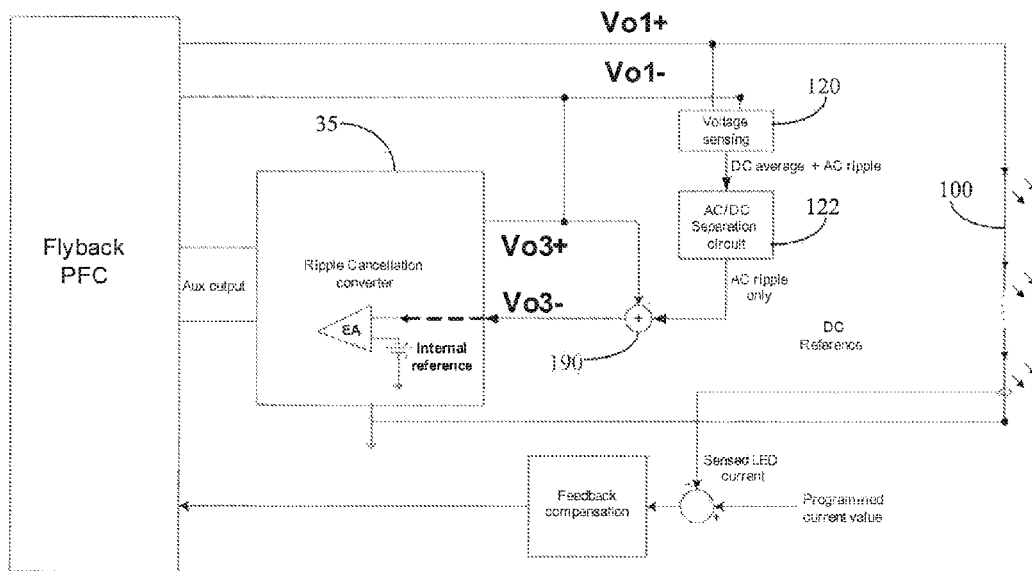 Vo1+
Vo1-
120
Voltage
sensing
35
DC average + AC ripple
AC/DC
Separation
circuit
122
100
Flyback
PFC
Vo3+
Ripple Cancellation
converter
Aux output
AC ripple
only
Vo3-
EA
+
Internal
reference
190
DC
Reference
Sensed LED
current
Feedback
compensation
-
+
Programmed
current value